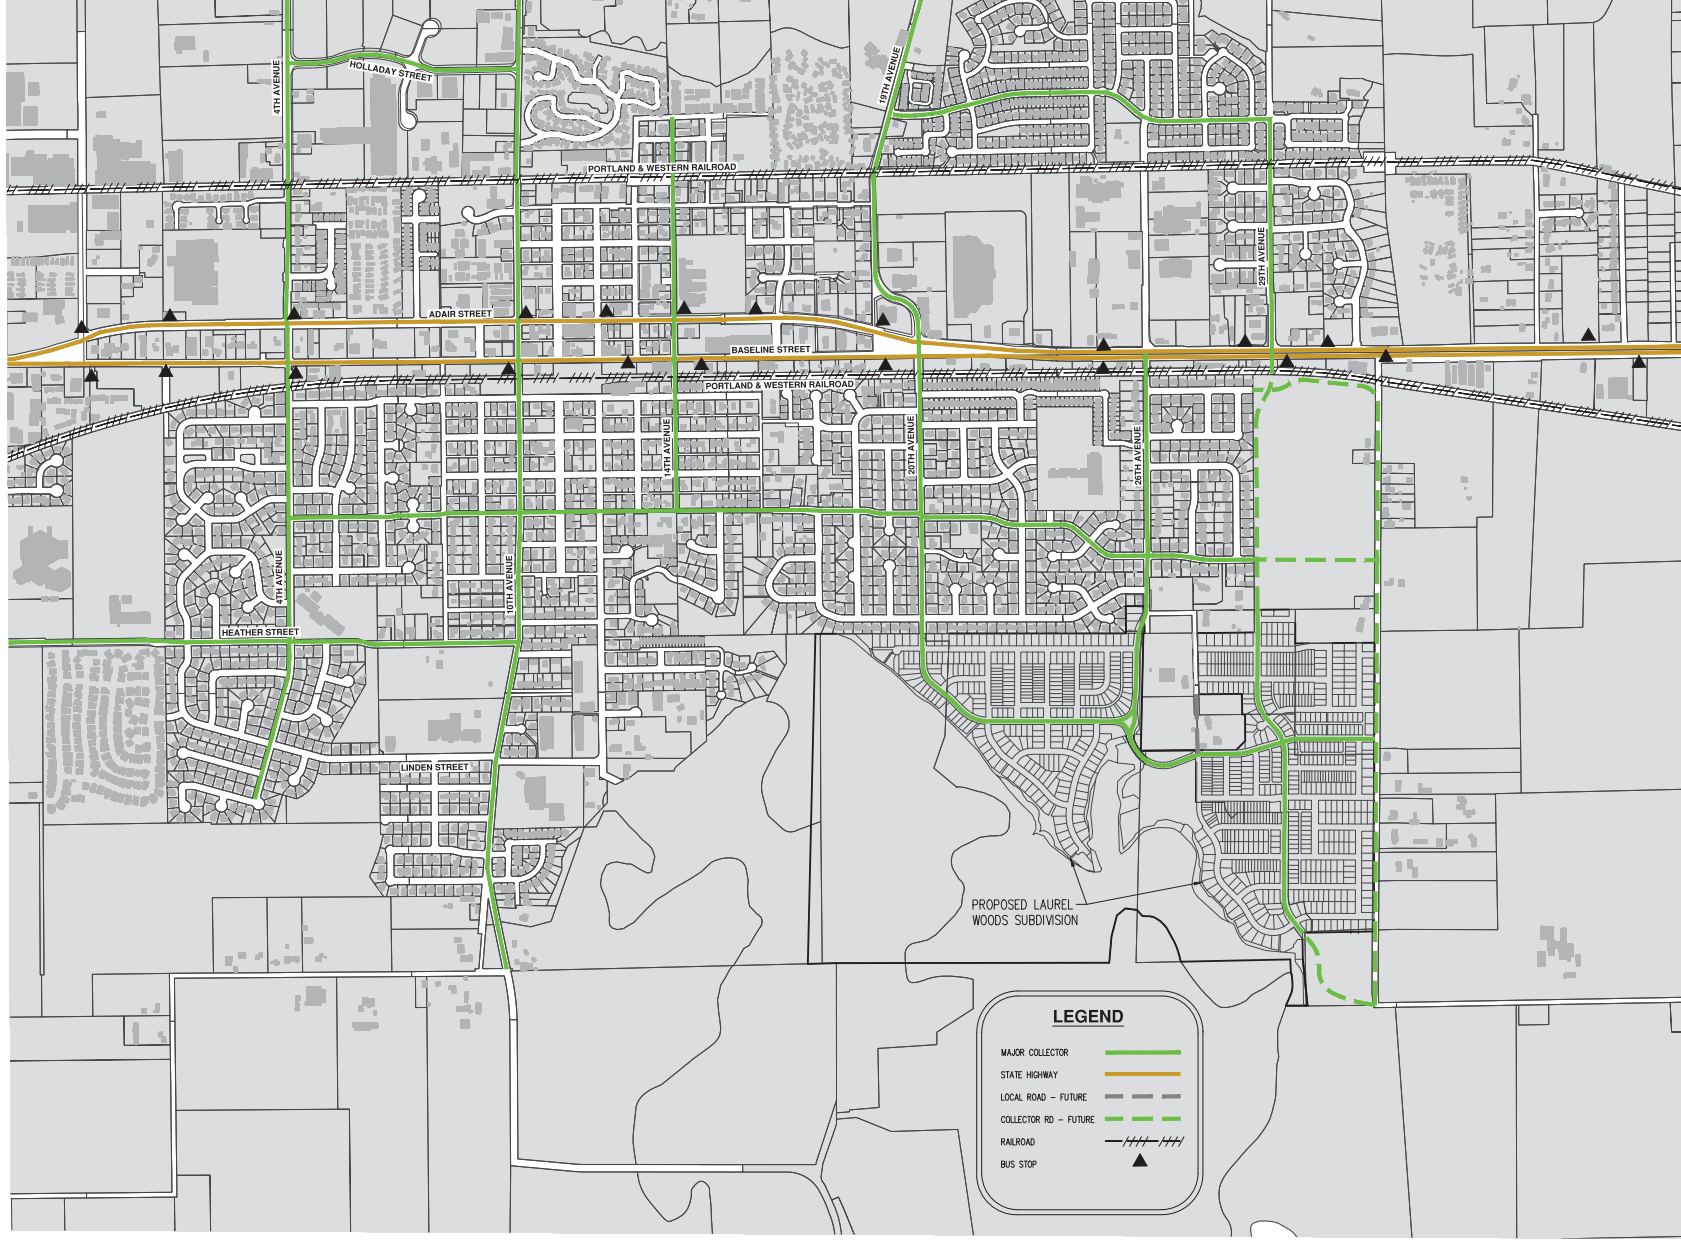 HOLLADAY STREET
4TH AVENUE
19TH AVENUE
PORTLAND & WESTERN RAILROAD
29TH AVENUE
ADAIR STREET
BASELINE STREET
PORTLAND & WESTERN RAILROAD
14TH AVENUE
20TH AVENUE
26TH AVENUE
4TH AVENUE
10TH AVENUE
HEATHER STREET
LINDEN STREET
PROPOSED LAUREL
WOODS SUBDIVISION
LEGEND
MAJOR COLLECTOR
STATE HIGHWAY
LOCAL ROAD - FUTURE
COLLECTOR RD - FUTURE
RAILROAD
BUS STOP